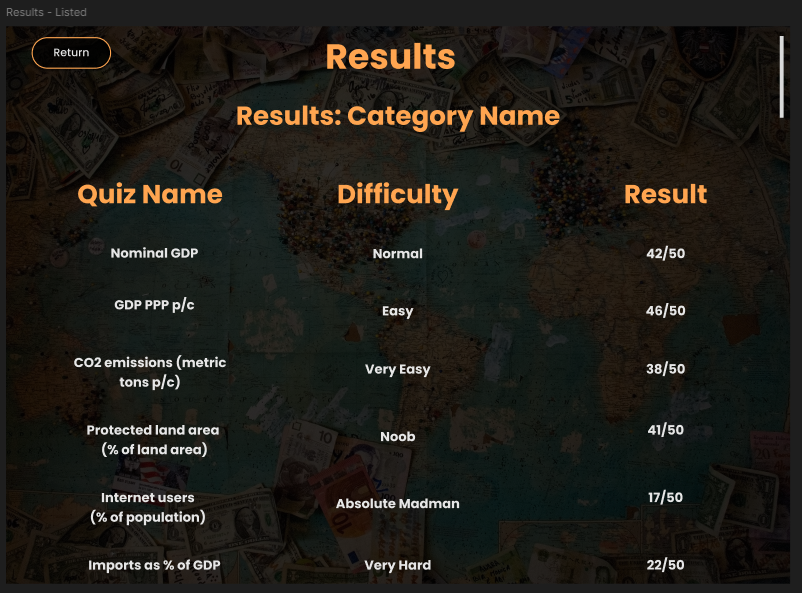 Results - Listed
Return
Results
Results: Category Name
Quiz Name Difficulty Result
Nominal GDP Normal 42/50
GDP PPP p/c Easy 46/50
CO2 emissions (metric
tons p/c) Very Easy 38/50
Protected land area
(% of land area) Noob 41/50
Internet users
(% of population) Absolute Madman 17/50
Imports as % of GDP Very Hard 22/50